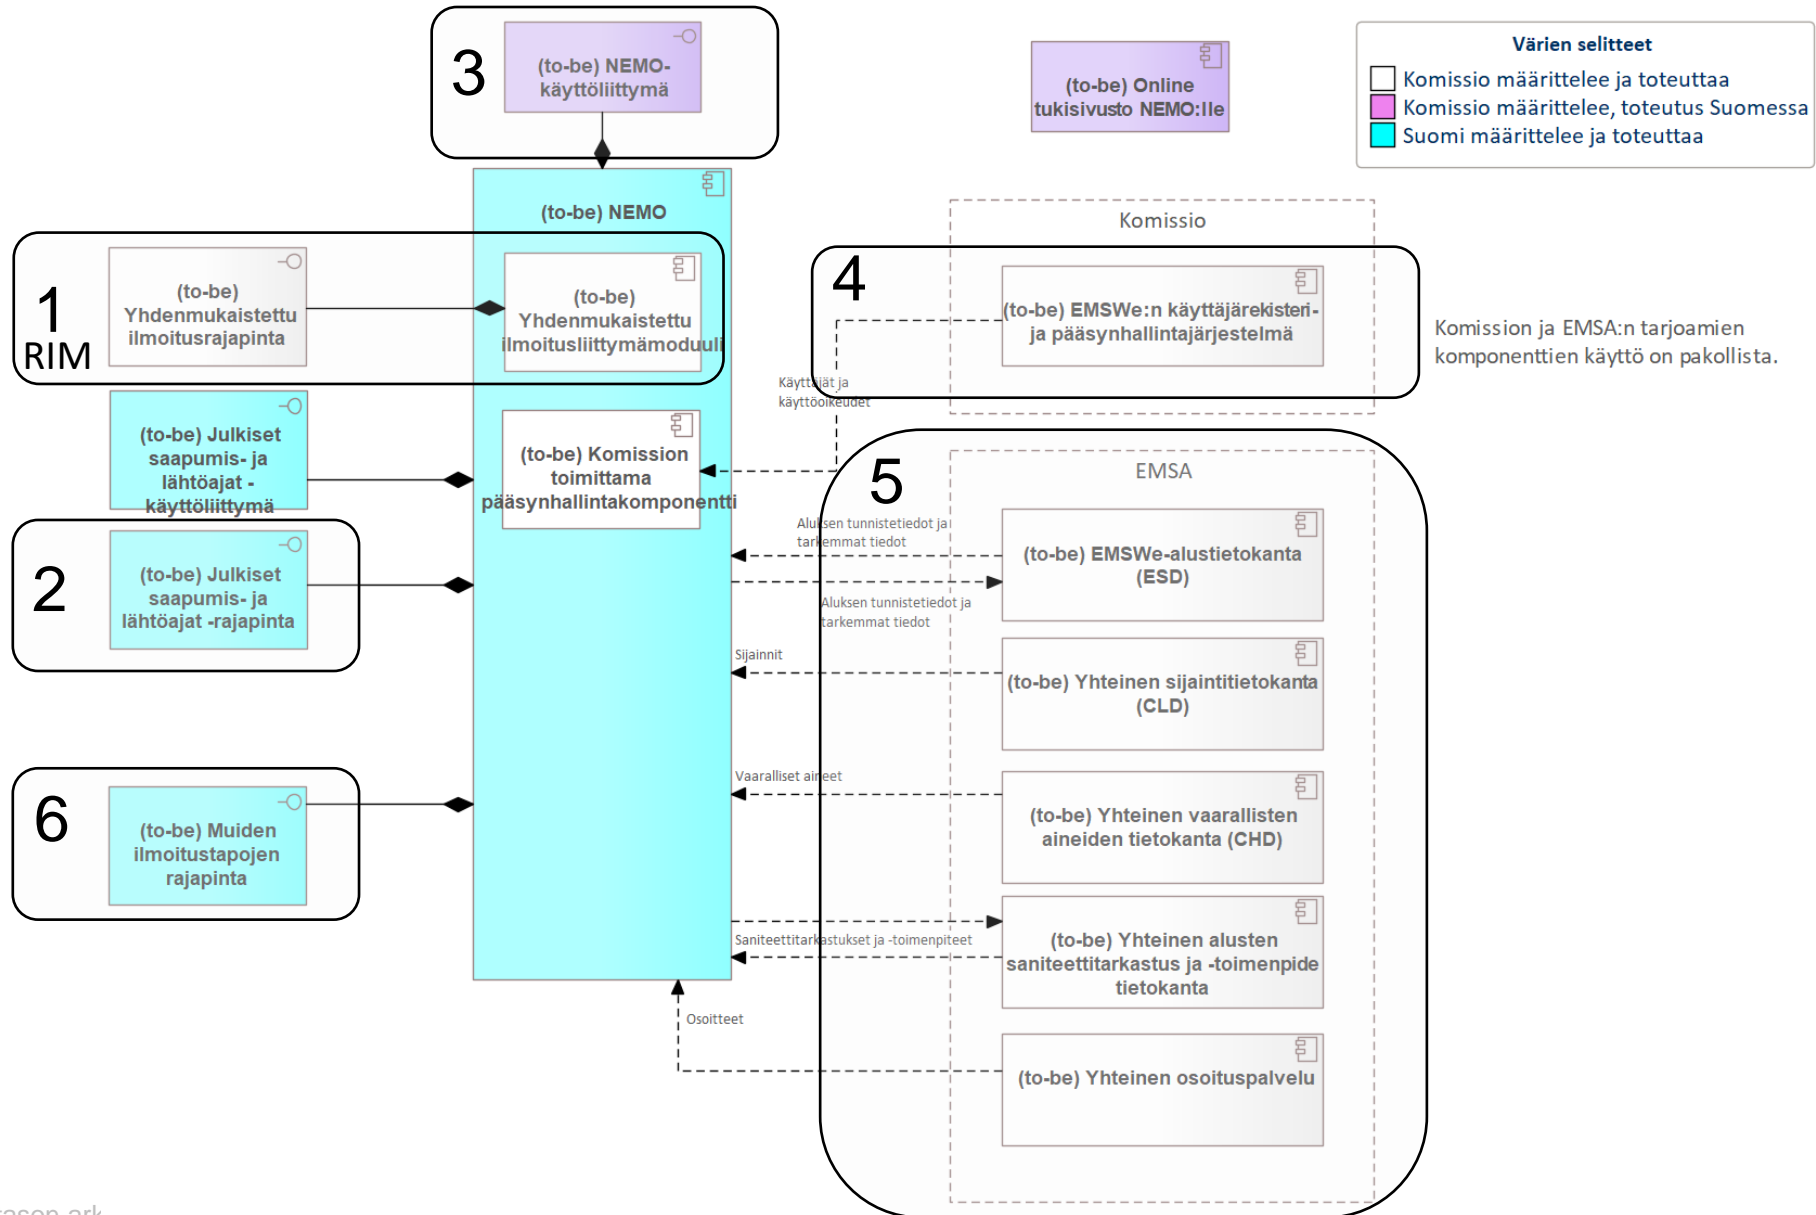 3
(to-be) NEMO-
käyttöliittymä
(to-be) Online
tukisivusto NEMO:lle
Värien selitteet
Komissio määrittelee ja toteuttaa
Komissio määrittelee, toteutus Suomessa
Suomi määrittelee ja toteuttaa
(to-be) NEMO
1
RIM
(to-be)
Yhdenmukaistettu
ilmoitusrajapinta
(to-be)
Yhdenmukaistettu
ilmoitusliittymämoduuli
Komissio
4
(to-be) EMSWe:n käyttäjärekisteri-
ja pääsynhallintajärjestelmä
Komission ja EMSA:n tarjoamien
komponenttien käyttö on pakollista.
Käyttäjät ja
käyttöoikeudet
(to-be) Julkiset
saapumis- ja
lähtöajat -
käyttöliittymä
(to-be) Komission
toimittama
pääsynhallintakomponentti
5
EMSA
2
(to-be) Julkiset
saapumis- ja
lähtöajat -rajapinta
Aluksen tunnistetiedot ja
tarkemmat tiedot
(to-be) EMSWe-alustietokanta
(ESD)
Aluksen tunnistetiedot ja
tarkemmat tiedot
Sijainnit
(to-be) Yhteinen sijaintitietokanta
(CLD)
Vaaralliset aineet
(to-be) Yhteinen vaarallisten
aineiden tietokanta (CHD)
6
(to-be) Muiden
ilmoitustapojen
rajapinta
Saniteettitarkastukset ja -toimenpiteet
(to-be) Yhteinen alusten
saniteettitarkastus ja -toimenpide
tietokanta
Osoitteet
(to-be) Yhteinen osoituspalvelu